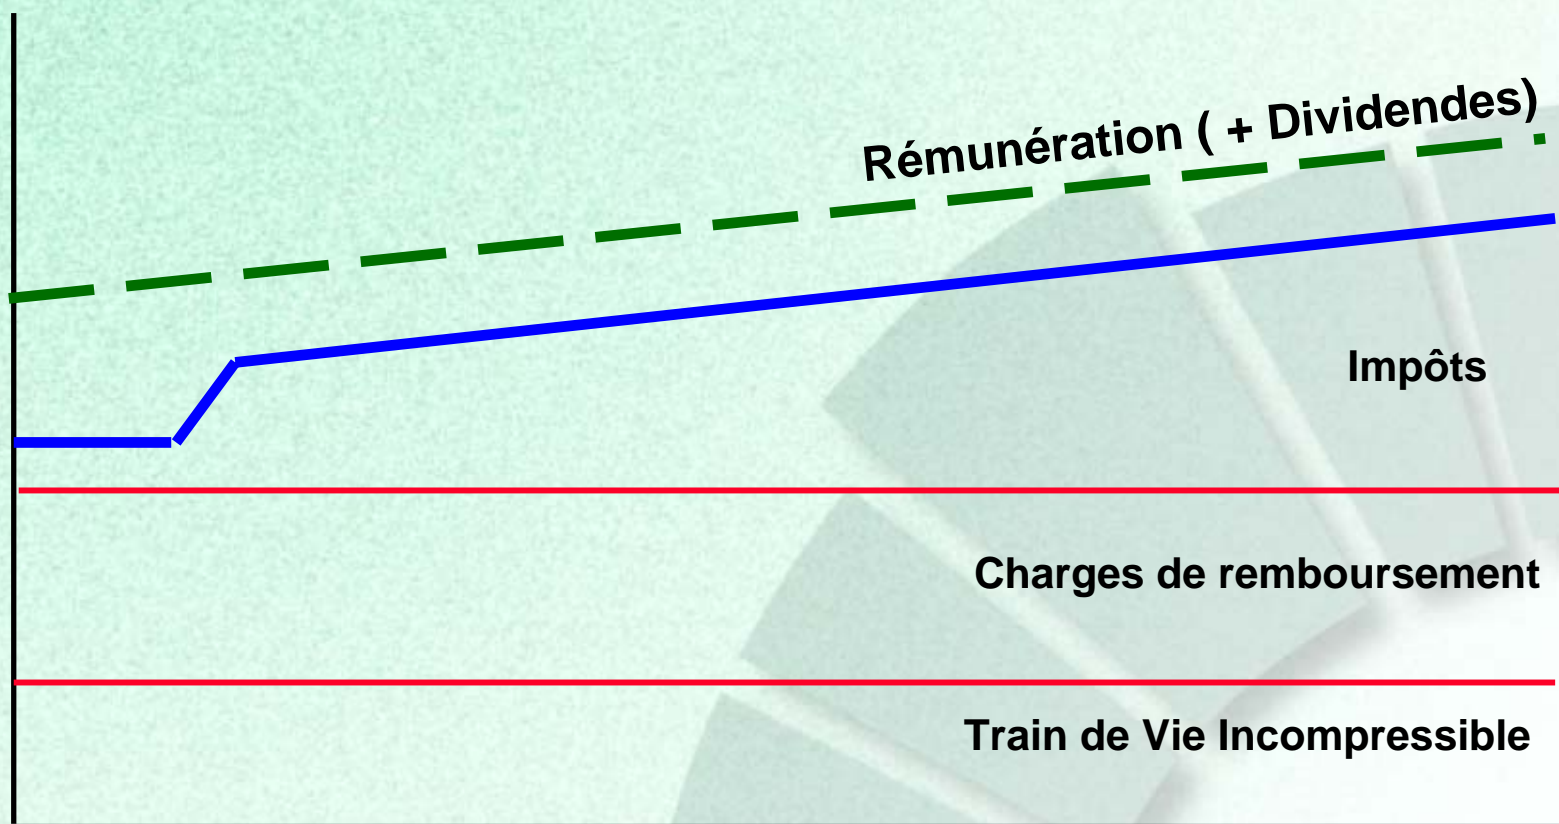 Rémunération ( + Dividendes)
Impôts
Charges de remboursement
Train de Vie Incompressible